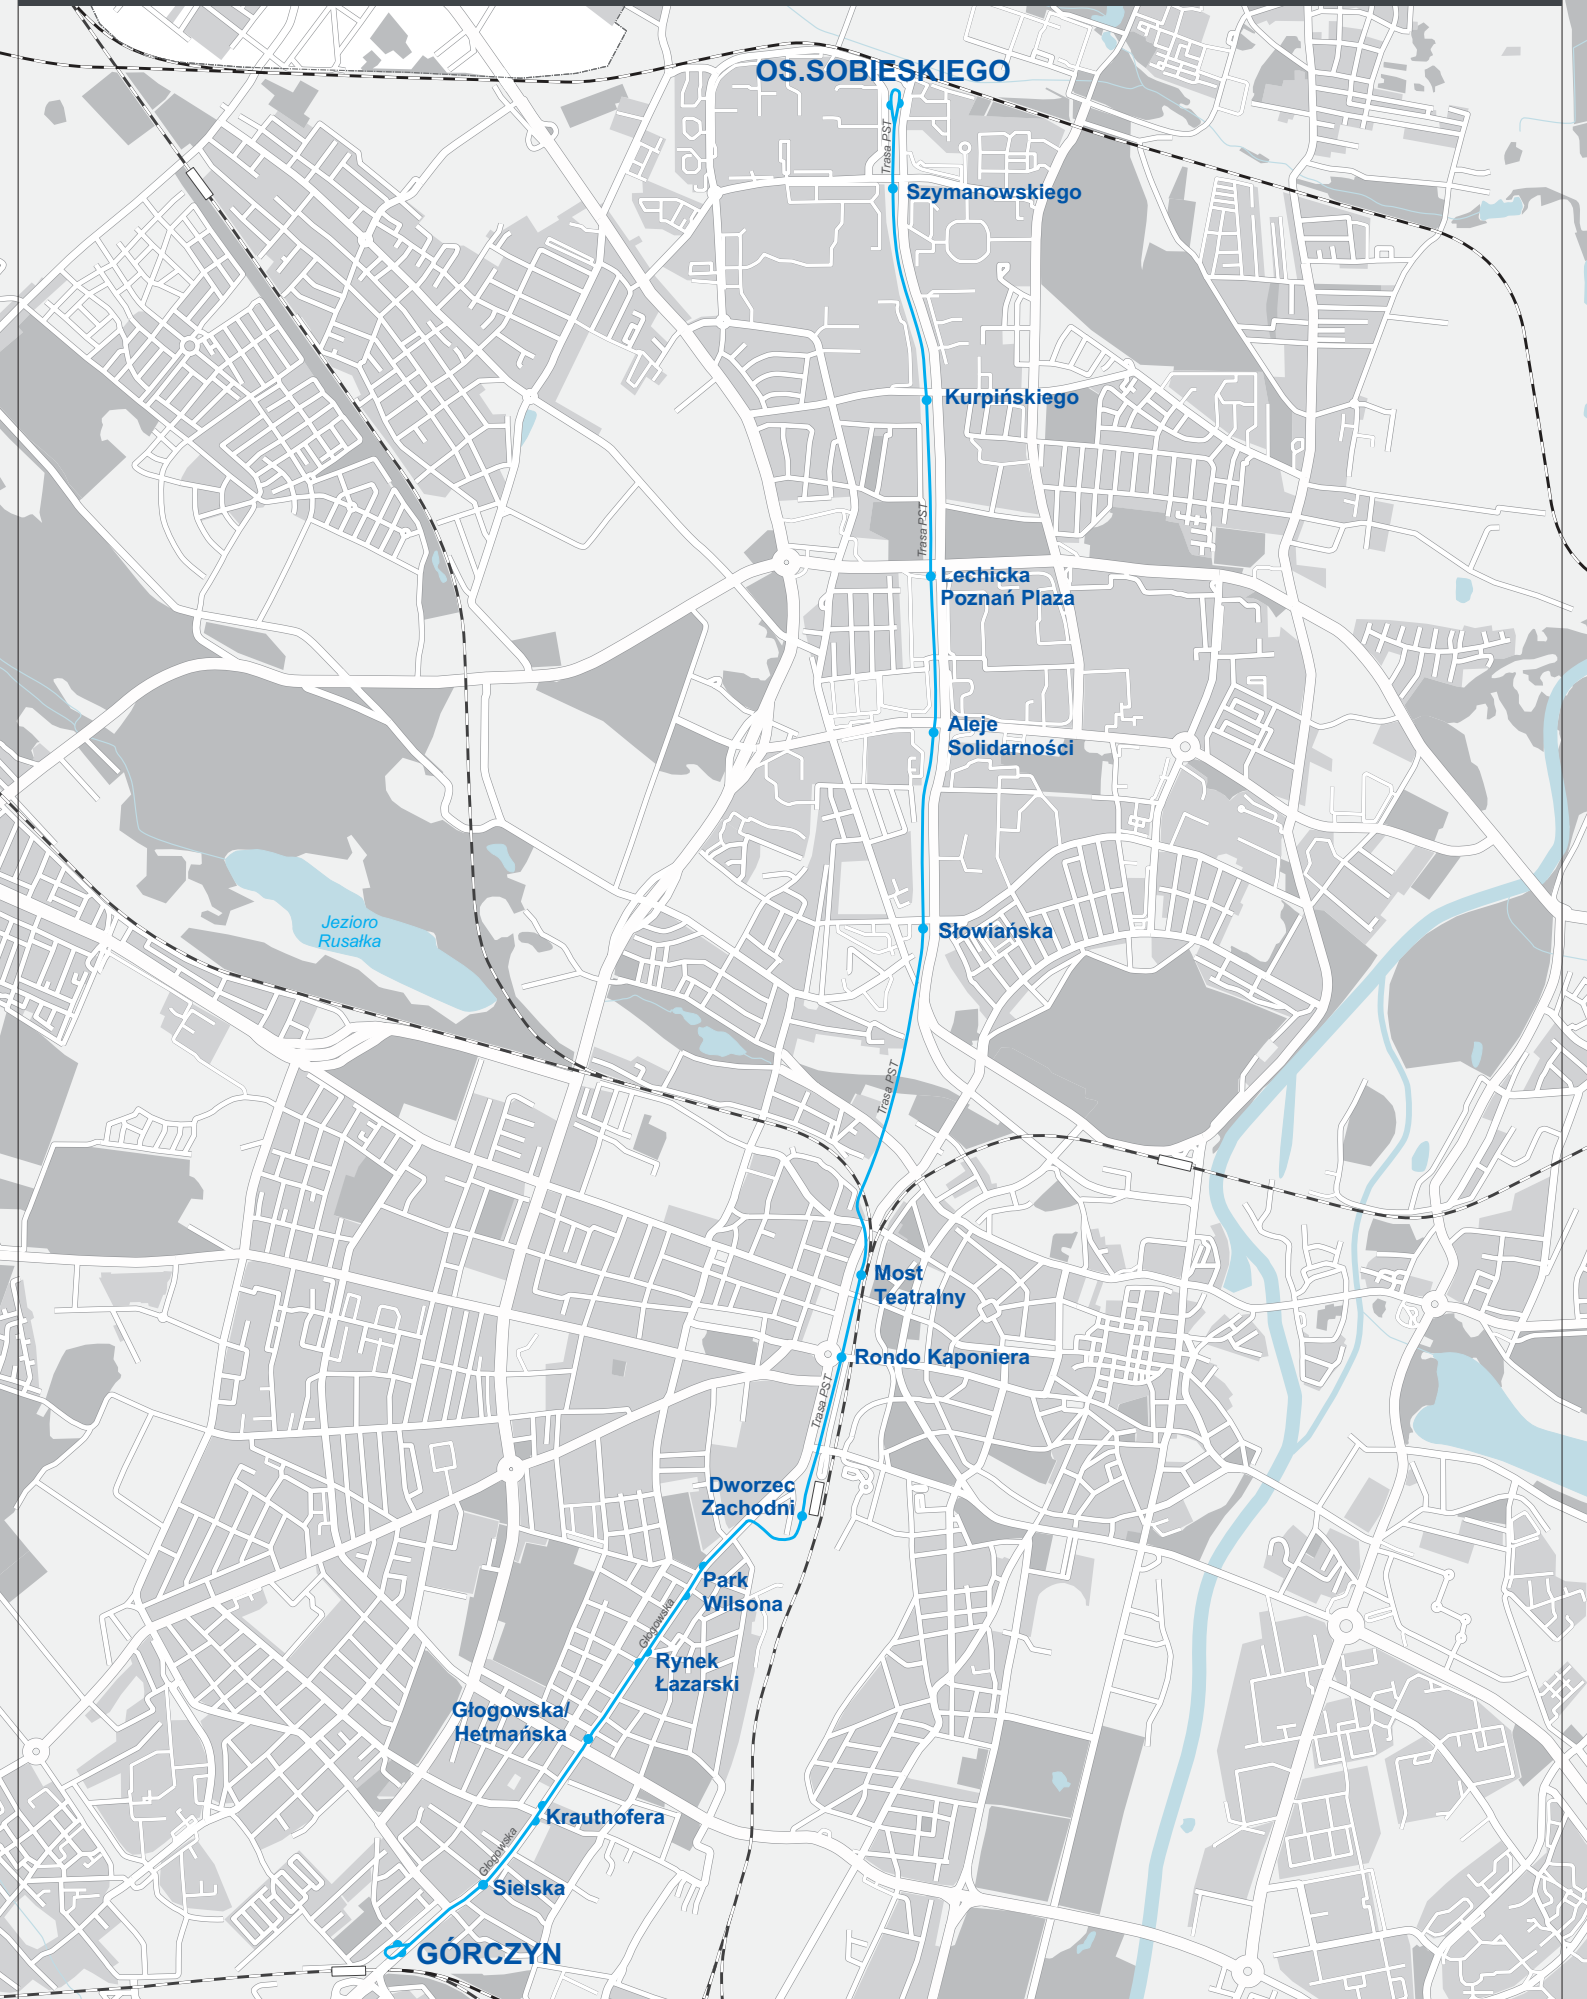 OS.SOBIESKIEGO
Trasa PST
Szymanowskiego
Kurpińskiego
Trasa PST
Lechicka
Poznań Plaza
Aleje
Solidarności
Jezioro
Rusałka
Słowiańska
Trasa PST
Most
Teatralny
Rondo Kaponiera
Trasa PST
Dworzec
Zachodni
Park
Wilsona
Głogowska
Rynek
Łazarski
Głogowska/
Hetmańska
Krauthofera
Głogowska
Sielska
GÓRCZYN